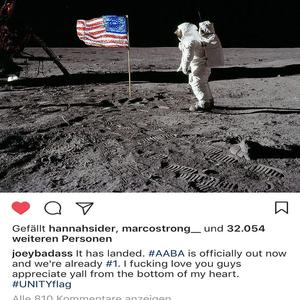 Gefällt hannahsider, marcostrong__ und 32.054
weiteren Personen
joeybadass It has landed. #AABA is officially out now
and we're already #1. I fucking love you guys
appreciate yall from the bottom of my heart.
#UNITYflag
Alle 810 Kommentare anzeigen